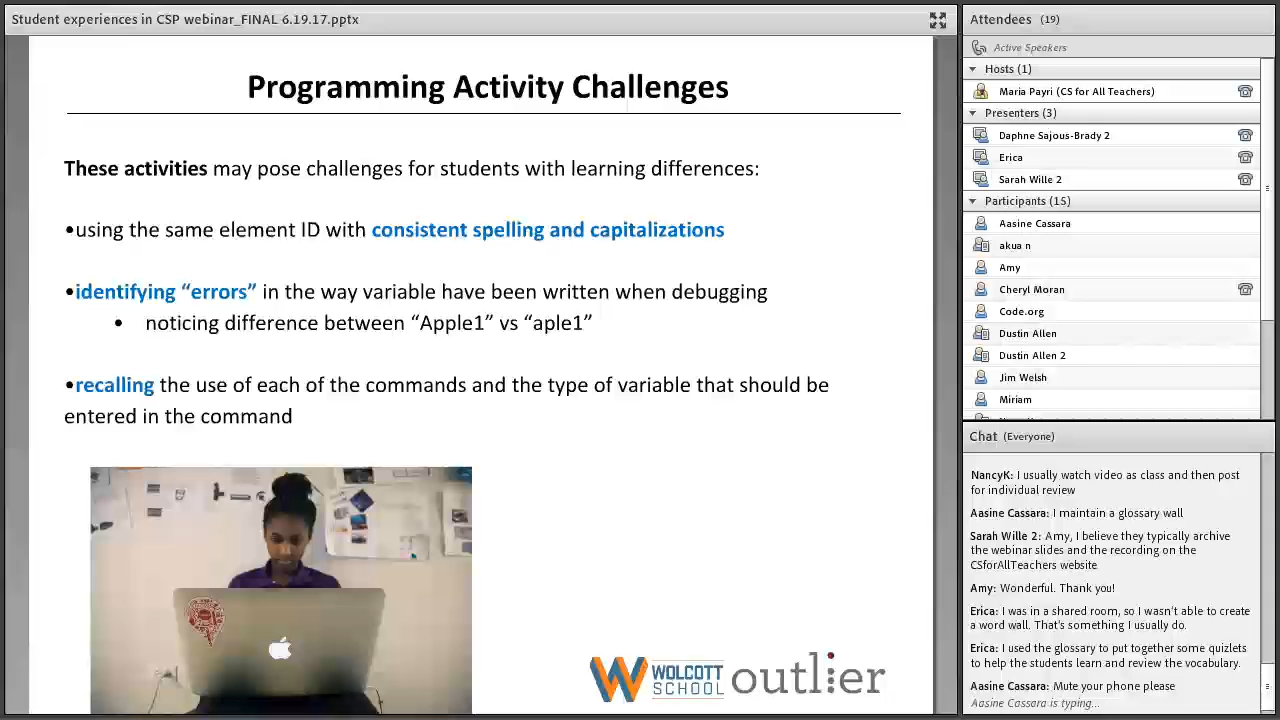 Student experiences in CSP webinar_FINAL 6.19.17.pptx
Programming Activity Challenges
These activities may pose challenges for students with learning differences:
•using the same element ID with consistent spelling and capitalizations
•identifying “errors” in the way variable have been written when debugging
• noticing difference between “Apple1” vs “aple1”
•recalling the use of each of the commands and the type of variable that should be
entered in the command
WOLCOTT
SCHOOL
outlier
Attendees (19)
Active Speakers
Hosts (1)
Maria Payri (CS for All Teachers)
Presenters (3)
Daphne Sajous-Brady 2
Erica
Sarah Wille 2
Participants (15)
Aasine Cassara
akua n
Amy
Cheryl Moran
Code.org
Dustin Allen
Dustin Allen 2
Jim Welsh
Miriam
Chat (Everyone)
NancyK: I usually watch video as class and then post
for individual review
Aasine Cassara: I maintain a glossary wall
Sarah Wille 2: Amy, I believe they typically archive
the webinar slides and the recording on the
CSforAllTeachers website
Amy: Wonderful. Thank you!
Erica: I was in a shared room, so I wasn't able to create
a word wall. That's something I usually do.
Erica: I used the glossary to put together some quizlets
to help the students learn and review the vocabulary.
Aasine Cassara: Mute your phone please
Aasine Cassara is typing...